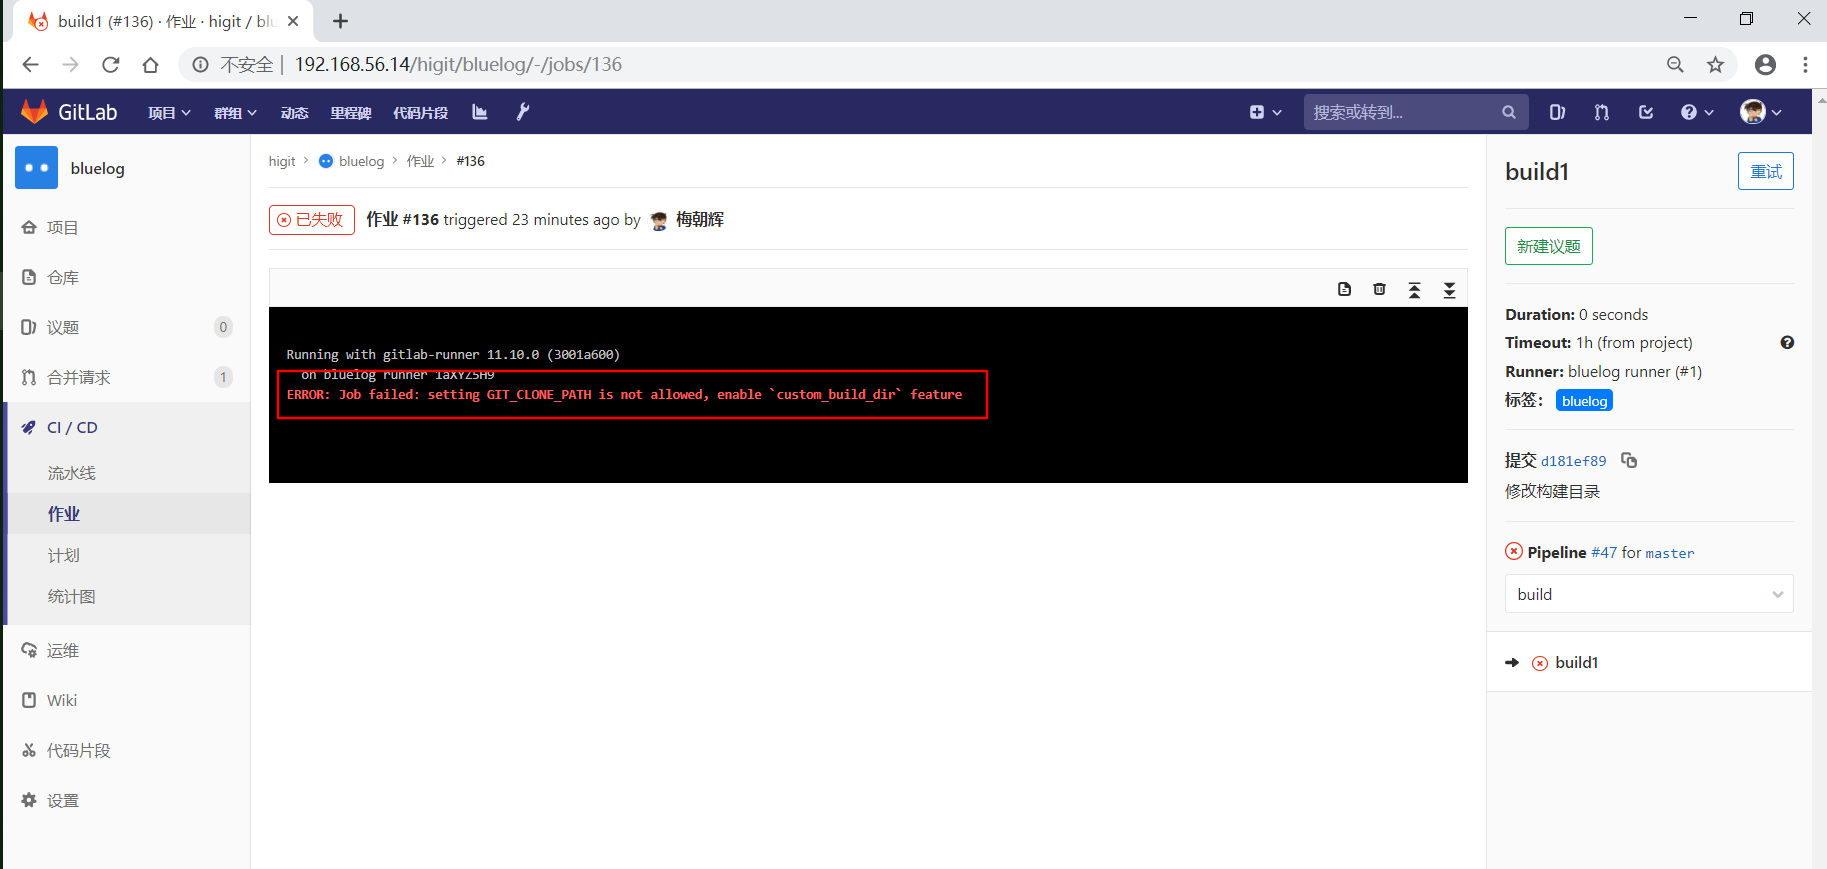 build1 (#136) · 作业 · higit / blu
不安全 | 192.168.56.14/higit/bluelog/-/jobs/136
GitLab 项目 群组 动态 里程碑 代码片段 搜索或转到...
bluelog
项目
仓库
议题 0
合并请求 1
CI / CD
流水线
作业
计划
统计图
运维
Wiki
代码片段
设置
higit > bluelog > 作业 > #136
已失败 作业 #136 triggered 23 minutes ago by 梅朝辉
Running with gitlab-runner 11.10.0 (3001a600)
on bluelog runner 1aXYZ5H9
ERROR: Job failed: setting GIT_CLONE_PATH is not allowed, enable `custom_build_dir` feature
build1 重试
新建议题
Duration: 0 seconds
Timeout: 1h (from project)
Runner: bluelog runner (#1)
标签: bluelog
提交 d181ef89
修改构建目录
Pipeline #47 for master
build
build1